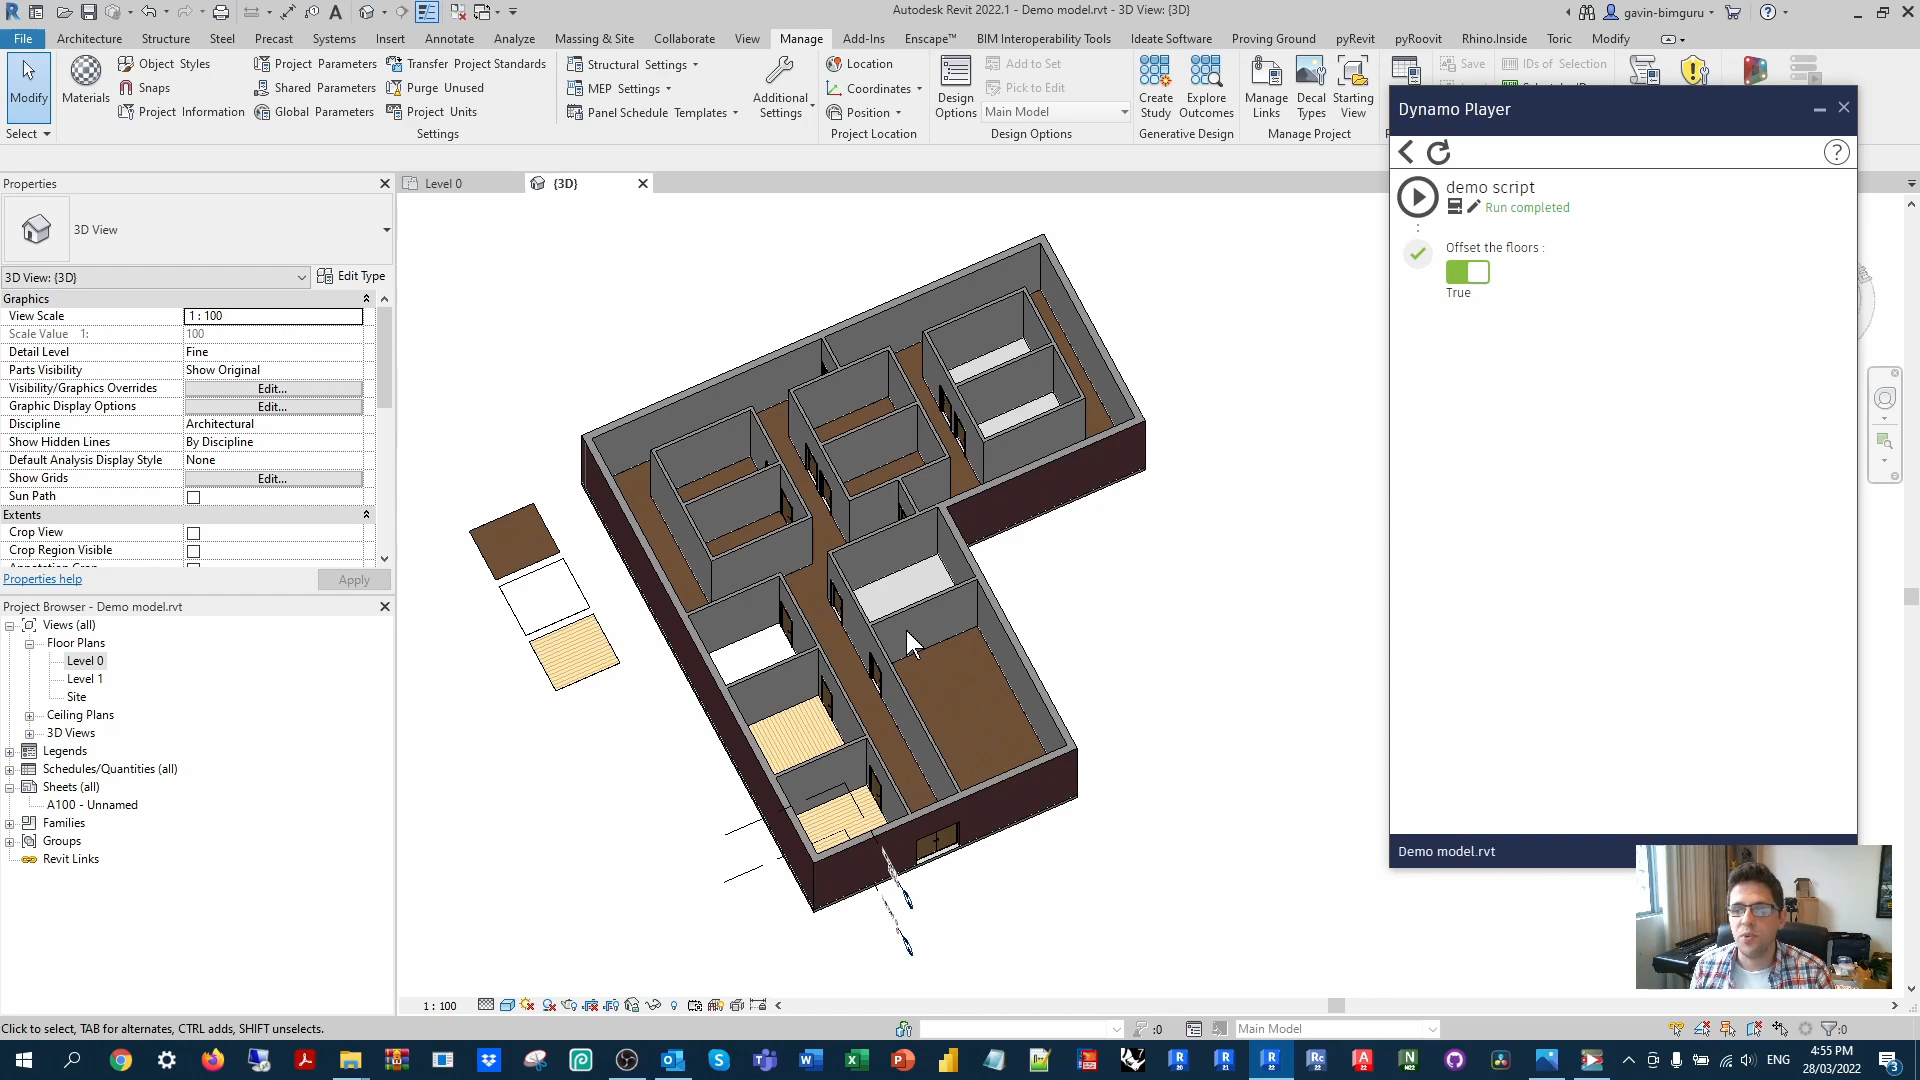 Autodesk Revit 2022.1 - Demo model.rvt - 3D View: {3D}
gavin-bimguru
File Architecture Structure Steel Precast Systems Insert Annotate Analyze Massing & Site Collaborate View Manage Add-Ins Enscape™ BIM Interoperability Tools Ideate Software Proving Ground pyRevit pyRoovit Rhino.Inside Toric Modify
Modify
Select
Materials
Object Styles
Snaps
Project Information
Project Parameters
Shared Parameters
Global Parameters
Transfer Project Standards
Purge Unused
Project Units
Settings
Structural Settings
MEP Settings
Panel Schedule Templates
Additional Settings
Location
Coordinates
Position
Project Location
Design Options
Add to Set
Pick to Edit
Main Model
Design Options
Create Study
Explore Outcomes
Generative Design
Manage Links
Decal Types
Starting View
Manage Project
Save
IDs of Selection
Dynamo Player
demo script
Run completed
Offset the floors :
True
Demo model.rvt
Properties
3D View
3D View: {3D}
Edit Type
Graphics
View Scale 1 : 100
Scale Value 1: 100
Detail Level Fine
Parts Visibility Show Original
Visibility/Graphics Overrides Edit...
Graphic Display Options Edit...
Discipline Architectural
Show Hidden Lines By Discipline
Default Analysis Display Style None
Show Grids Edit...
Sun Path
Extents
Crop View
Crop Region Visible
Properties help
Apply
Project Browser - Demo model.rvt
Views (all)
Floor Plans
Level 0
Level 1
Site
Ceiling Plans
3D Views
Legends
Schedules/Quantities (all)
Sheets (all)
A100 - Unnamed
Families
Groups
Revit Links
Level 0
{3D}
1 : 100
Click to select, TAB for alternates, CTRL adds, SHIFT unselects.
:0
Main Model
:0
ENG
4:55 PM
28/03/2022
3